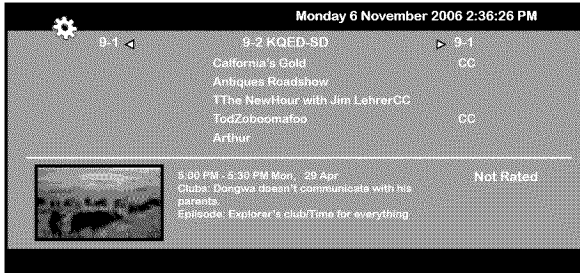 Monday 6 November 2006 2:36:26 PM
9-1 9-2 KQED-SD 9-1
Calfornia's Gold CC
Antiques Roadshow
TThe NewHour with Jim LehrerCC
TodZoboomafoo CC
Arthur
5:00 PM - 5:30 PM Mon, 29 Apr Not Rated
Clubs: Dongwa doesn't communicate with his
parents.
Eplisode: Explorer's club/Time for everything